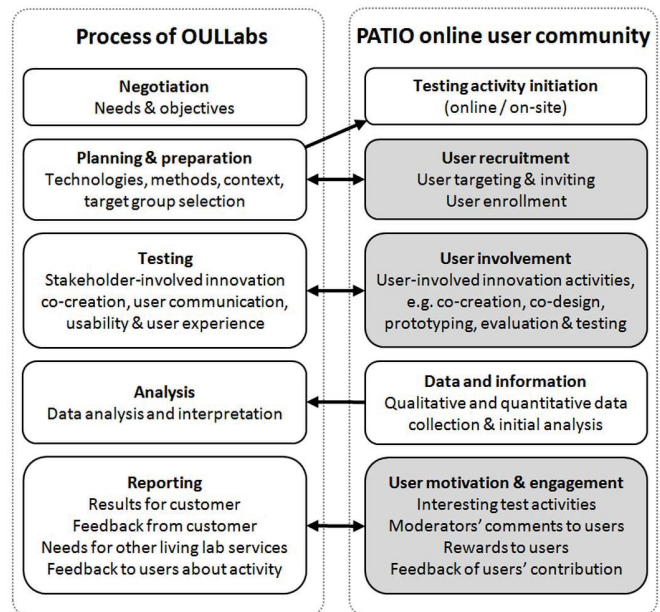 Process of OULLabs
Negotiation
Needs & objectives
Planning & preparation
Technologies, methods, context,
target group selection
Testing
Stakeholder-involved innovation
co-creation, user communication,
usability & user experience
Analysis
Data analysis and interpretation
Reporting
Results for customer
Feedback from customer
Needs for other living lab services
Feedback to users about activity
PATIO online user community
Testing activity initiation
(online / on-site)
User recruitment
User targeting & inviting
User enrollment
User involvement
User-involved innovation activities,
e.g. co-creation, co-design,
prototyping, evaluation & testing
Data and information
Qualitative and quantitative data
collection & initial analysis
User motivation & engagement
Interesting test activities
Moderators’ comments to users
Rewards to users
Feedback of users’ contribution